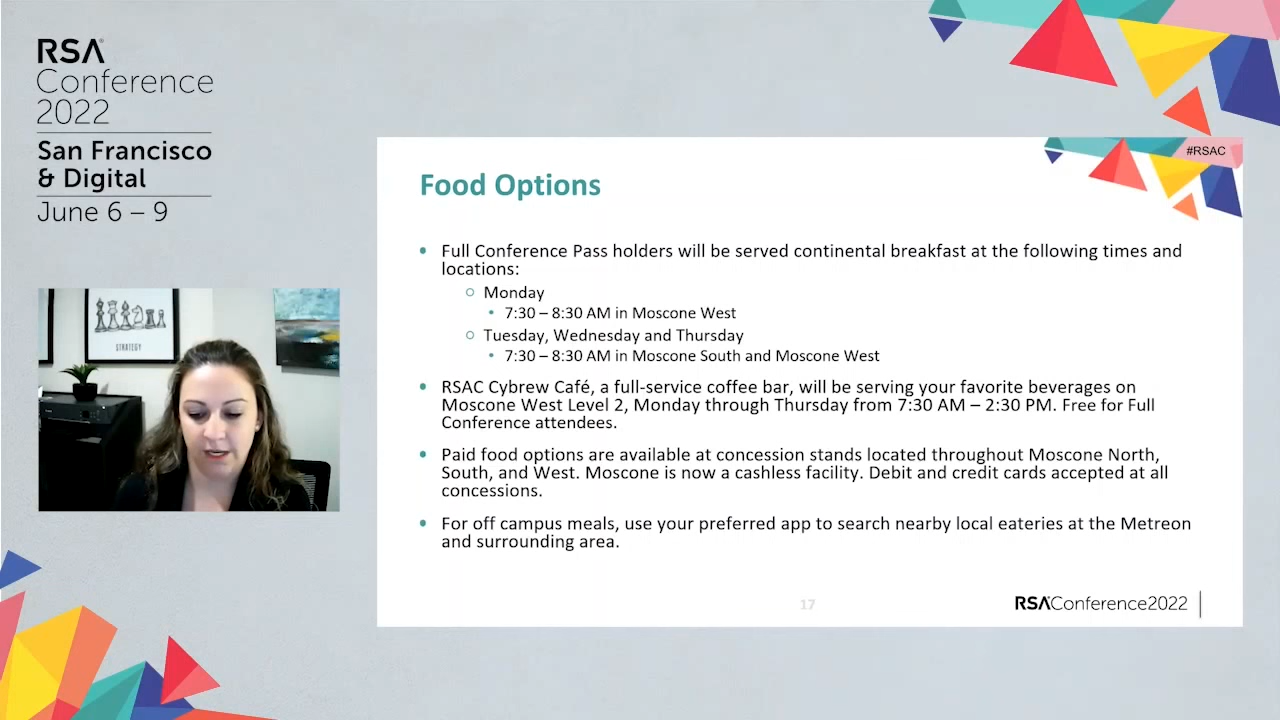 RSA
Conference
2022
San Francisco
& Digital
June 6 – 9
STRATEGY
#RSAC
Food Options
• Full Conference Pass holders will be served continental breakfast at the following times and
locations:
○ Monday
• 7:30 – 8:30 AM in Moscone West
○ Tuesday, Wednesday and Thursday
• 7:30 – 8:30 AM in Moscone South and Moscone West
• RSAC Cybrew Café, a full-service coffee bar, will be serving your favorite beverages on
Moscone West Level 2, Monday through Thursday from 7:30 AM – 2:30 PM. Free for Full
Conference attendees.
• Paid food options are available at concession stands located throughout Moscone North,
South, and West. Moscone is now a cashless facility. Debit and credit cards accepted at all
concessions.
• For off campus meals, use your preferred app to search nearby local eateries at the Metreon
and surrounding area.
17
RSA Conference2022